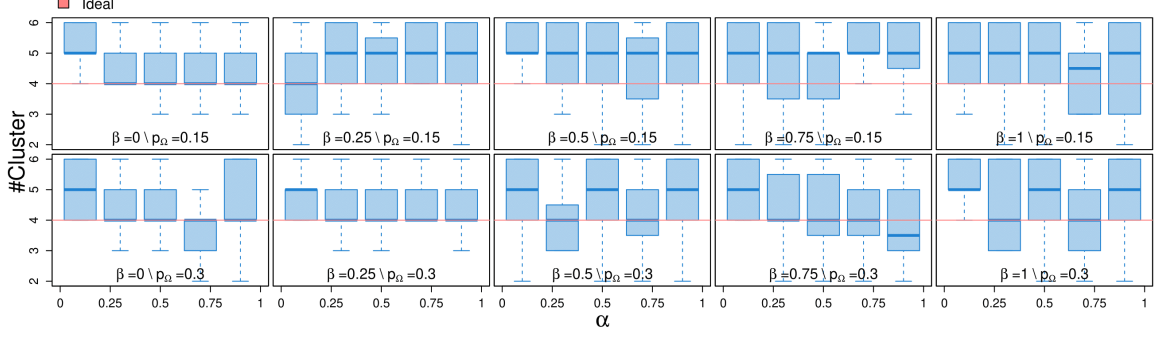 Ideal
#Cluster
6
5
4
3
2
β =0 \ pΩ =0.15
β =0.25 \ pΩ =0.15
β =0.5 \ pΩ =0.15
β =0.75 \ pΩ =0.15
β =1 \ pΩ =0.15
6
5
4
3
2
β =0 \ pΩ =0.3
β =0.25 \ pΩ =0.3
β =0.5 \ pΩ =0.3
β =0.75 \ pΩ =0.3
β =1 \ pΩ =0.3
0 0.25 0.5 0.75 1 0 0.25 0.5 0.75 1 0 0.25 0.5 0.75 1 0 0.25 0.5 0.75 1 0 0.25 0.5 0.75 1
α